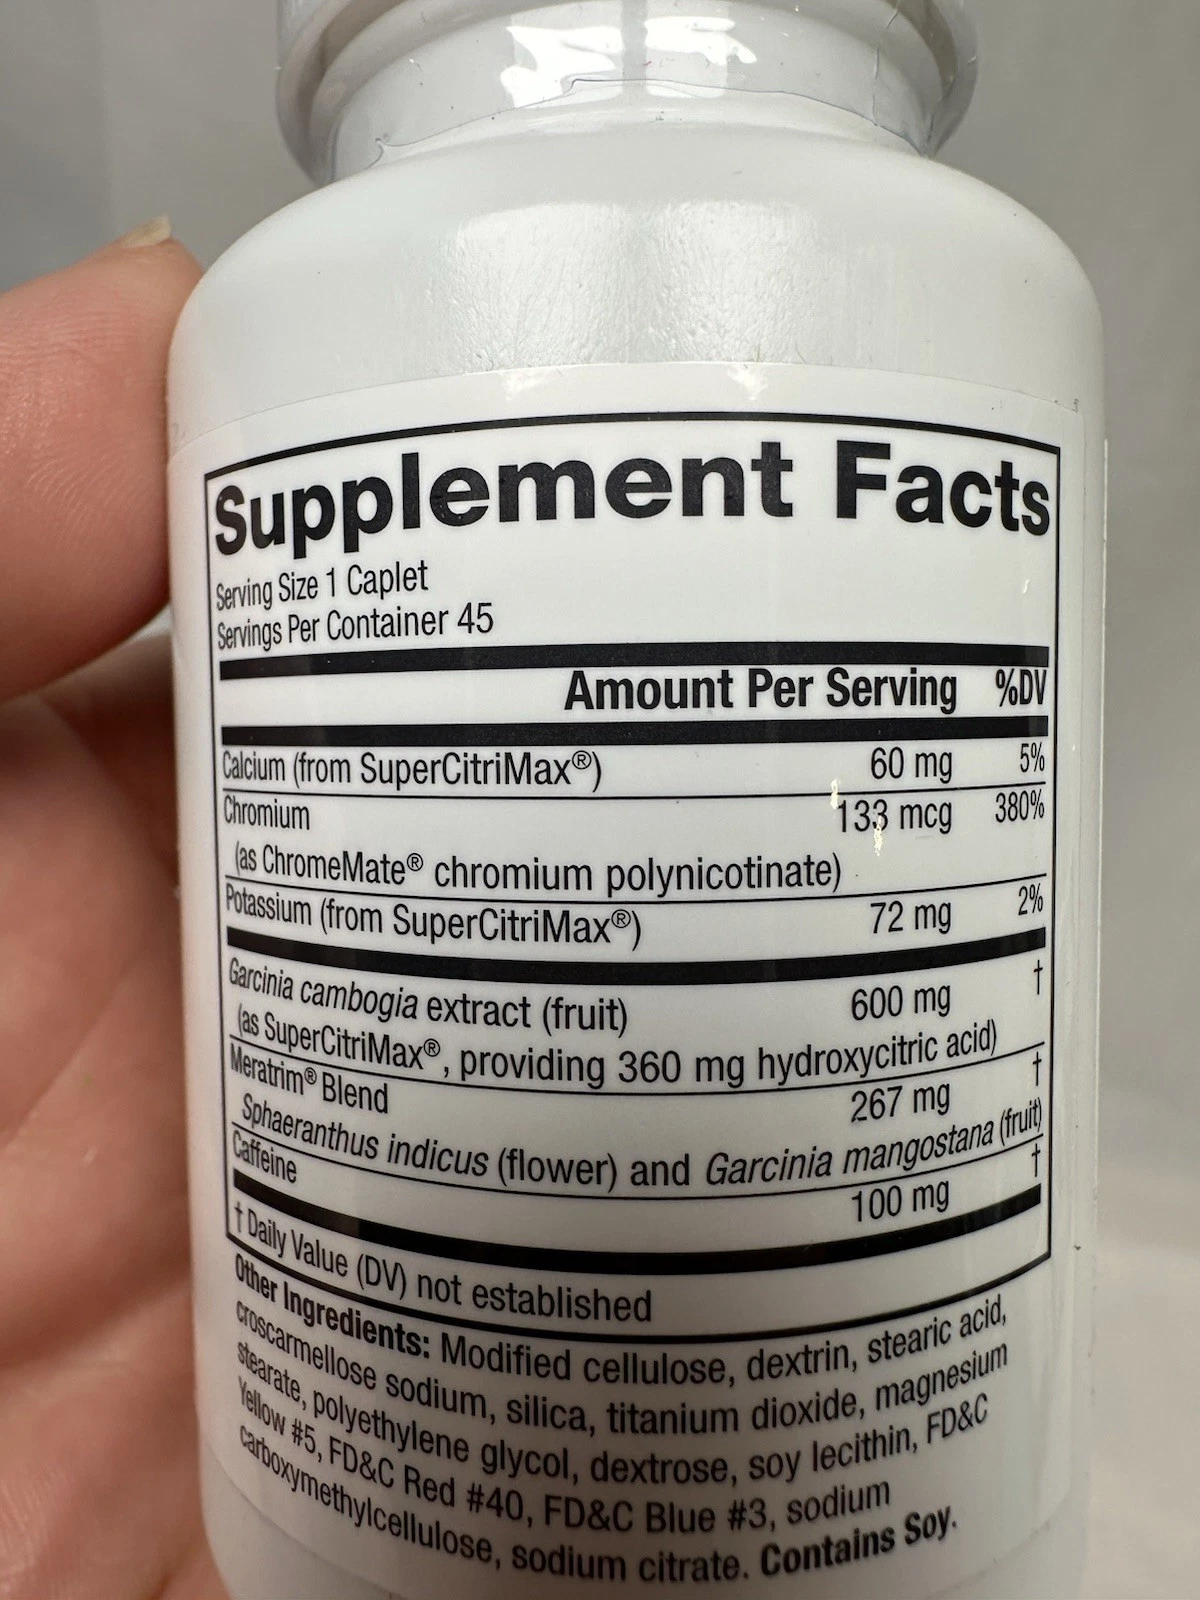 Supplement Facts
Serving Size 1 Caplet
Servings Per Container 45
Amount Per Serving %DV
Calcium (from SuperCitriMax®) 60 mg 5%
Chromium 133 mcg 380%
(as ChromeMate® chromium polynicotinate)
Potassium (from SuperCitriMax®) 72 mg 2%
Garcinia cambogia extract (fruit) 600 mg †
(as SuperCitriMax®, providing 360 mg hydroxycitric acid)
Meratrim® Blend 267 mg †
Sphaeranthus indicus (flower) and Garcinia mangostana (fruit)
Caffeine 100 mg †
† Daily Value (DV) not established
Other Ingredients: Modified cellulose, dextrin, stearic acid,
croscarmellose sodium, silica, titanium dioxide, magnesium
stearate, polyethylene glycol, dextrose, soy lecithin, FD&C
Yellow #5, FD&C Red #40, FD&C Blue #3, sodium
carboxymethylcellulose, sodium citrate. Contains Soy.